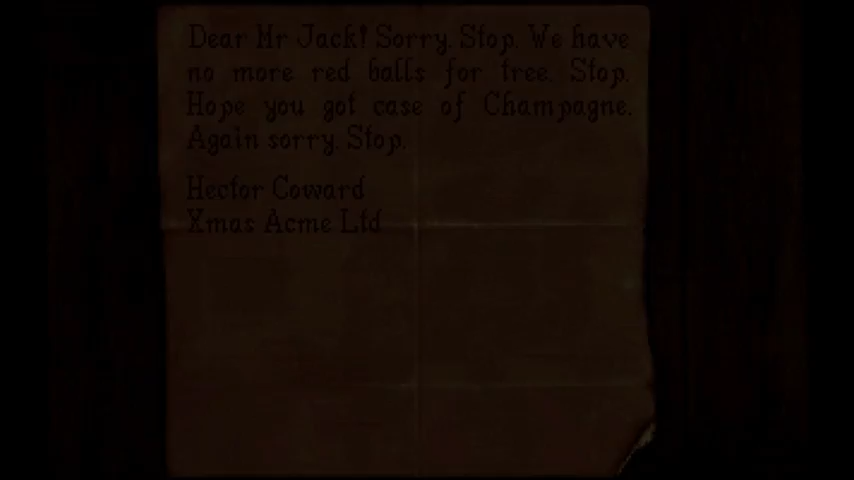 Dear Mr Jack! Sorry. Stop. We have
no more red balls for tree. Stop.
Hope you got case of Champagne.
Again sorry. Stop.
Hector Coward
Xmas Acme Ltd